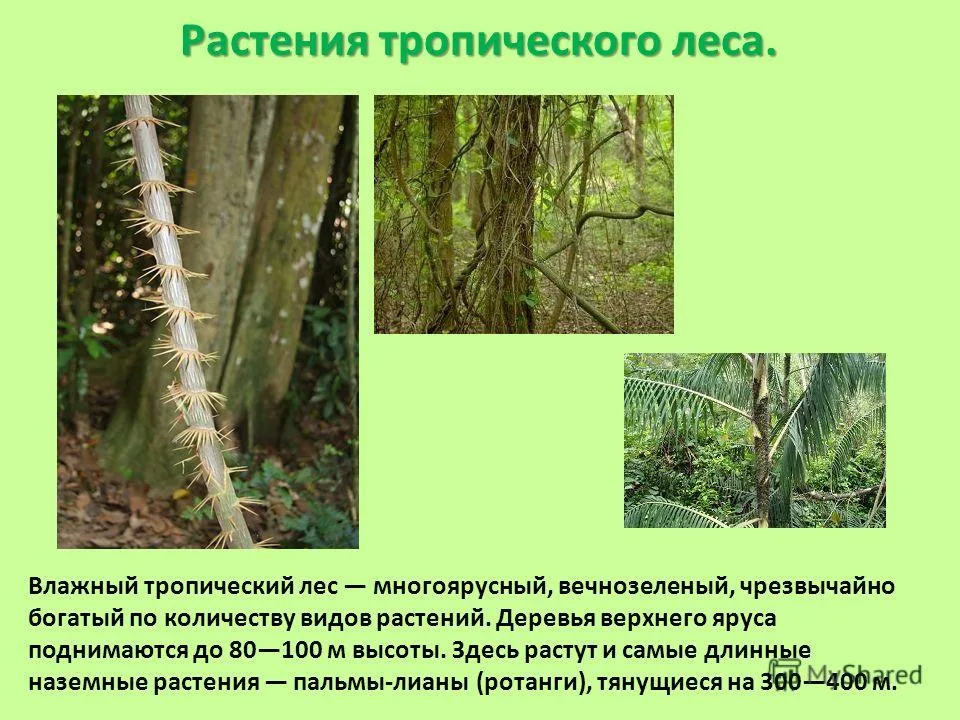 Растения тропического леса.
Влажный тропический лес — многоярусный, вечнозеленый, чрезвычайно
богатый по количеству видов растений. Деревья верхнего яруса
поднимаются до 80—100 м высоты. Здесь растут и самые длинные
наземные растения — пальмы-лианы (ротанги), тянущиеся на 300—400 м.
MyShared